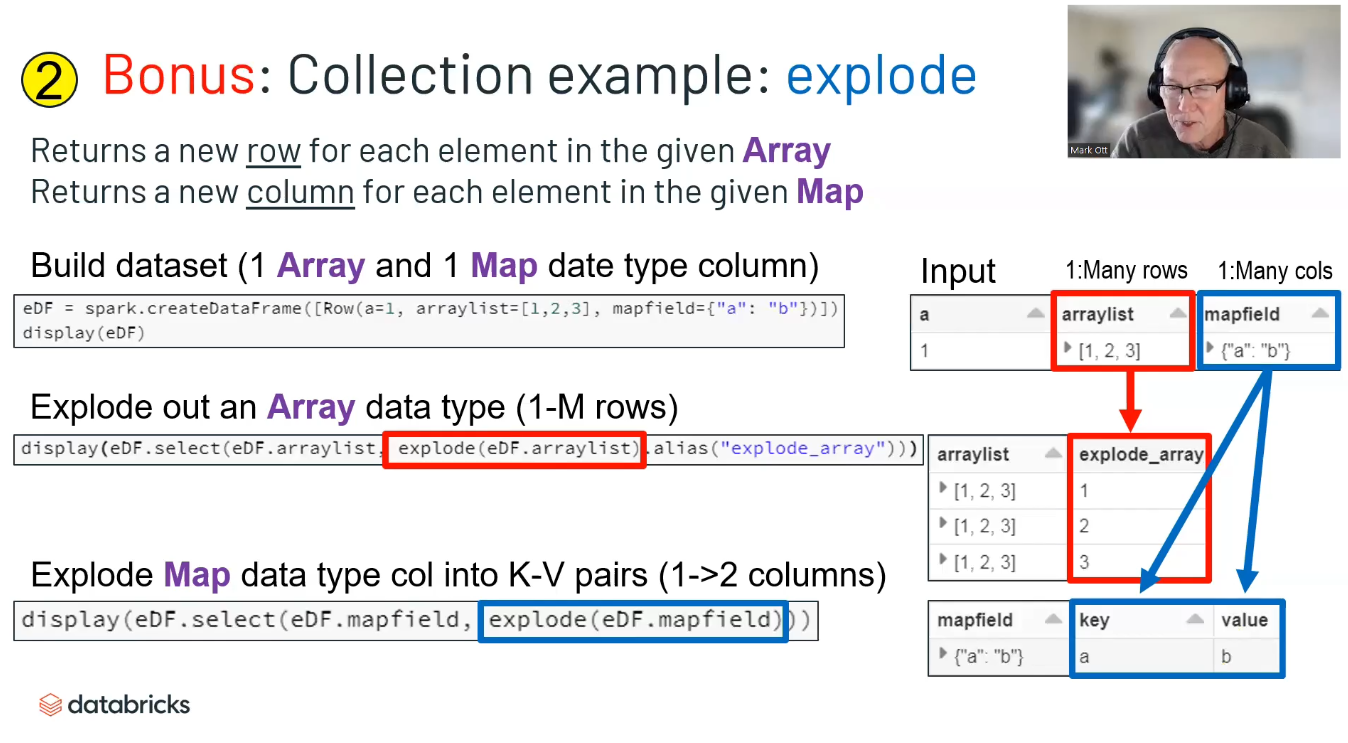 2 Bonus: Collection example: explode
Mark Ott
Returns a new row for each element in the given Array
Returns a new column for each element in the given Map
Build dataset (1 Array and 1 Map date type column)
eDF = spark.createDataFrame([Row(a=1, arraylist=[1,2,3], mapfield={"a": "b"})])
display(eDF)
Input 1:Many rows 1:Many cols
a arraylist mapfield
1 [1, 2, 3] {"a": "b"}
Explode out an Array data type (1-M rows)
display(eDF.select(eDF.arraylist, explode(eDF.arraylist).alias("explode_array")))
arraylist explode_array
[1, 2, 3] 1
[1, 2, 3] 2
[1, 2, 3] 3
Explode Map data type col into K-V pairs (1->2 columns)
display(eDF.select(eDF.mapfield, explode(eDF.mapfield)))
mapfield key value
{"a": "b"} a b
databricks